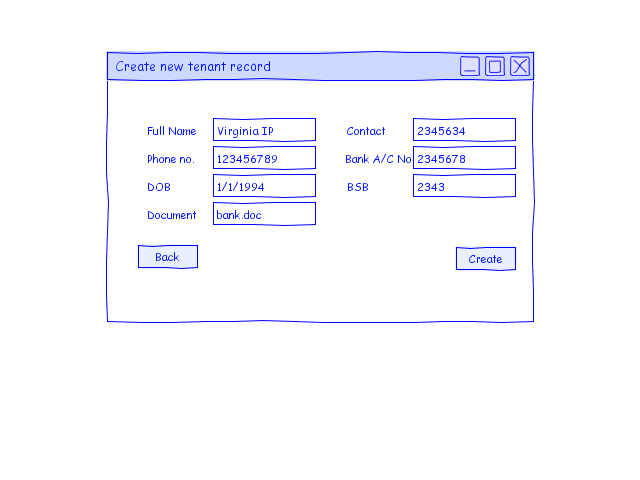 Create new tenant record
Full Name Virginia IP Contact 2345634
Phone no. 123456789 Bank A/C No 2345678
DOB 1/1/1994 BSB 2343
Document bank.doc
Back Create